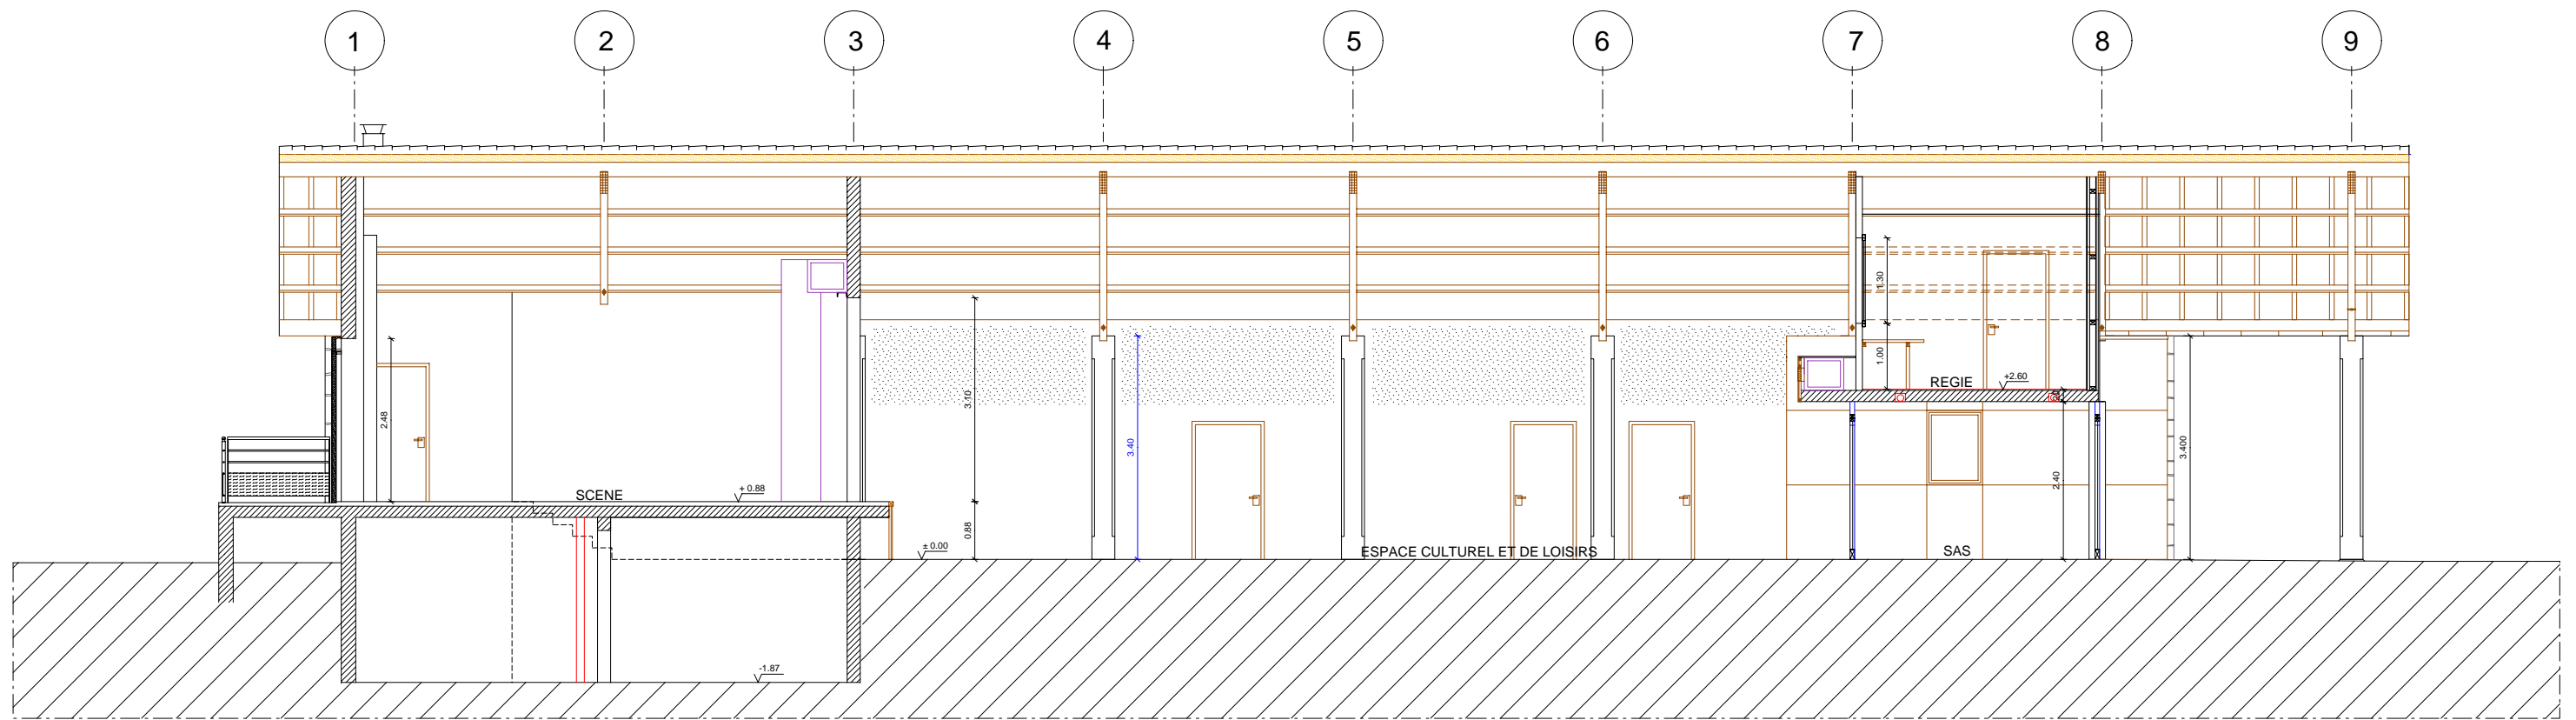 1 2 3 4 5 6 7 8 9
1.30
1.00
REGIE
+2.60
20
2.48
3.10
3.40
3.400
2.40
SCENE
+ 0.88
0.88
± 0.00
ESPACE CULTUREL ET DE LOISIRS
SAS
-1.87